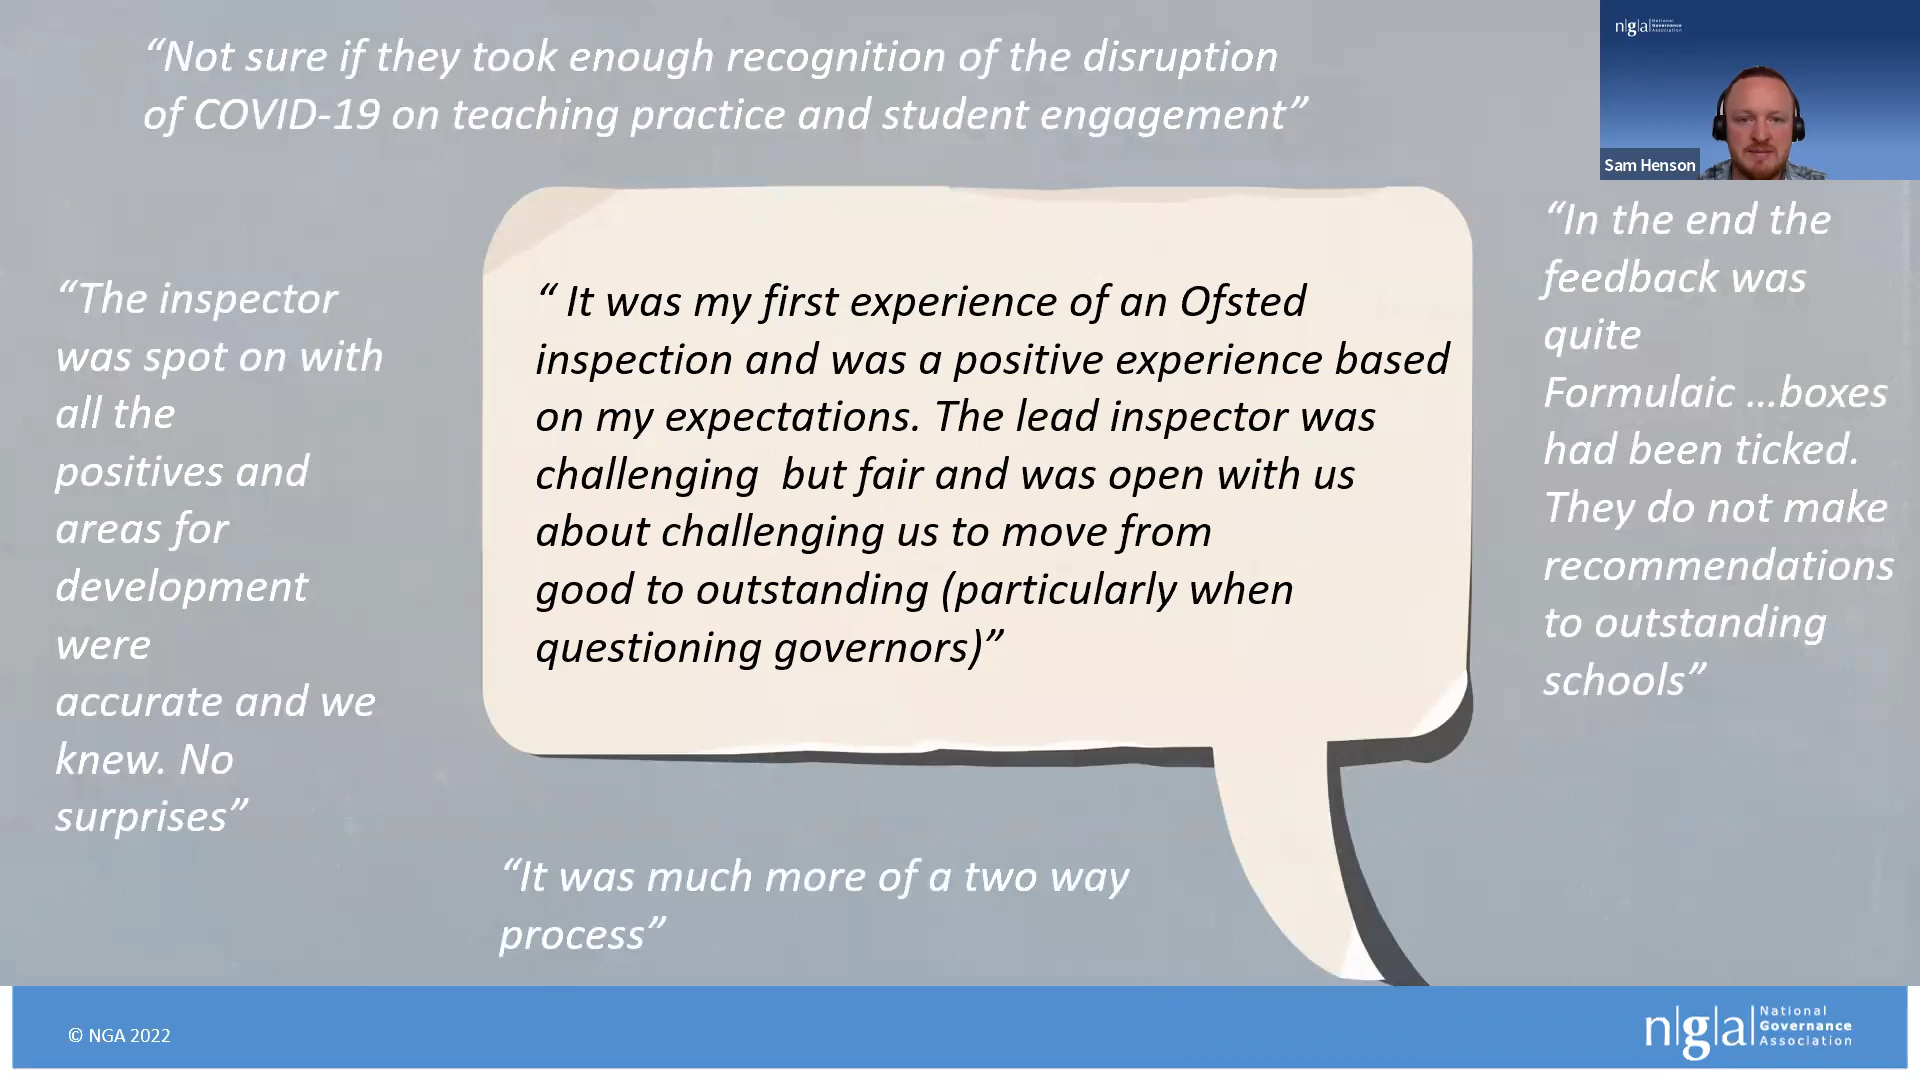 “Not sure if they took enough recognition of the disruption
of COVID-19 on teaching practice and student engagement”
n|g|a| National
Governance
Association
Sam Henson
“The inspector
was spot on with
all the
positives and
areas for
development
were
accurate and we
knew. No
surprises”
“ It was my first experience of an Ofsted
inspection and was a positive experience based
on my expectations. The lead inspector was
challenging  but fair and was open with us
about challenging us to move from
good to outstanding (particularly when
questioning governors)”
“In the end the
feedback was
quite
Formulaic ...boxes
had been ticked.
They do not make
recommendations
to outstanding
schools”
“It was much more of a two way
process”
© NGA 2022
n|g|a| National
Governance
Association